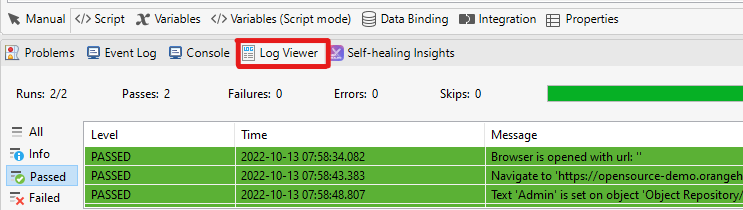 Manual </> Script (x) Variables </> Variables (Script mode) Data Binding Integration Properties
Problems Event Log Console Log Viewer Self-healing Insights
Runs: 2/2 Passes: 2 Failures: 0 Errors: 0 Skips: 0
All
Info
Passed
Failed
Level Time Message
PASSED 2022-10-13 07:58:34.082 Browser is opened with url: ''
PASSED 2022-10-13 07:58:43.383 Navigate to 'https://opensource-demo.orangeh
PASSED 2022-10-13 07:58:48.807 Text 'Admin' is set on object 'Object Repository/